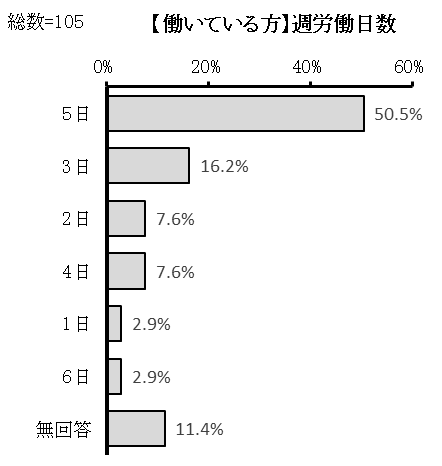 総数=105
【働いている方】週労働日数
0% 20% 40% 60%
5日 50.5%
3日 16.2%
2日 7.6%
4日 7.6%
1日 2.9%
6日 2.9%
無回答 11.4%